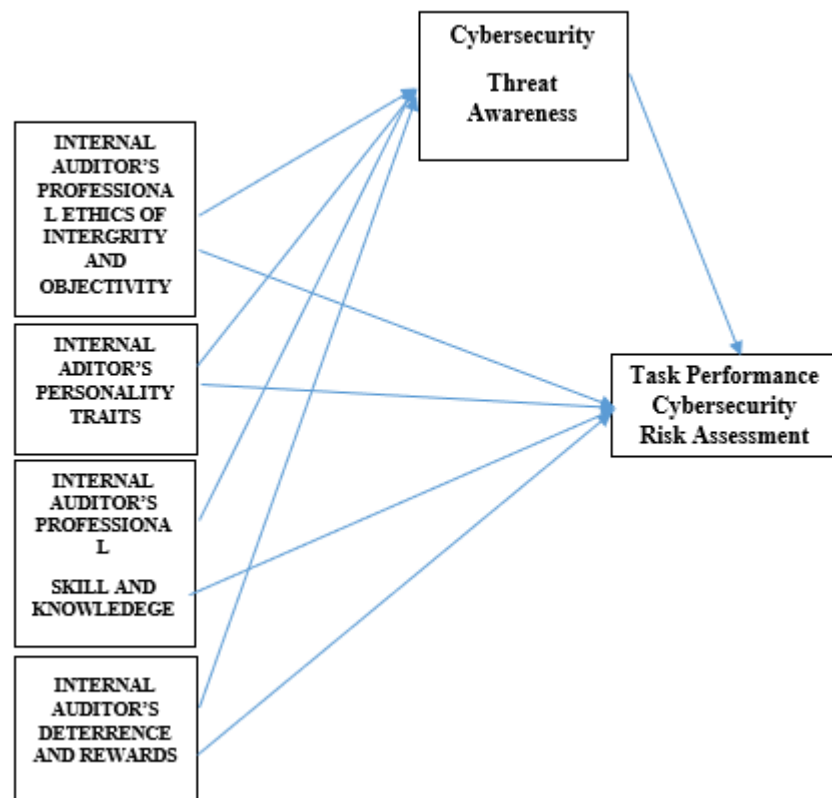 Cybersecurity
Threat
Awareness
INTERNAL
AUDITOR'S
PROFESSIONA
L ETHICS OF
INTERGRITY
AND
OBJECTIVITY
INTERNAL
ADITOR'S
PERSONALITY
TRAITS
Task Performance
Cybersecurity
Risk Assessment
INTERNAL
AUDITOR'S
PROFESSIONA
L
SKILL AND
KNOWLEDEGE
INTERNAL
AUDITOR'S
DETERRENCE
AND REWARDS